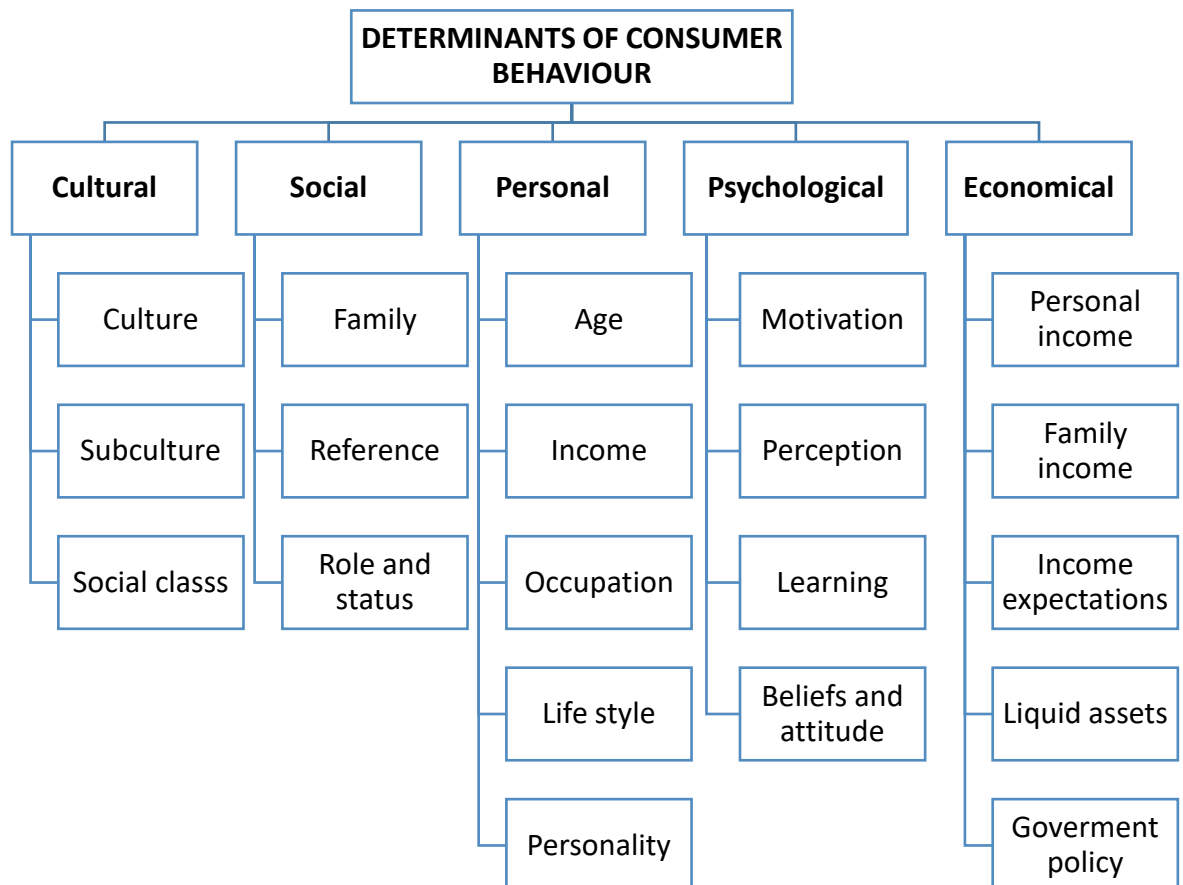 DETERMINANTS OF CONSUMER
BEHAVIOUR
Cultural
Social
Personal
Psychological
Economical
Culture
Subculture
Social classs
Family
Reference
Role and
status
Age
Income
Occupation
Life style
Personality
Motivation
Perception
Learning
Beliefs and
attitude
Personal
income
Family
income
Income
expectations
Liquid assets
Goverment
policy